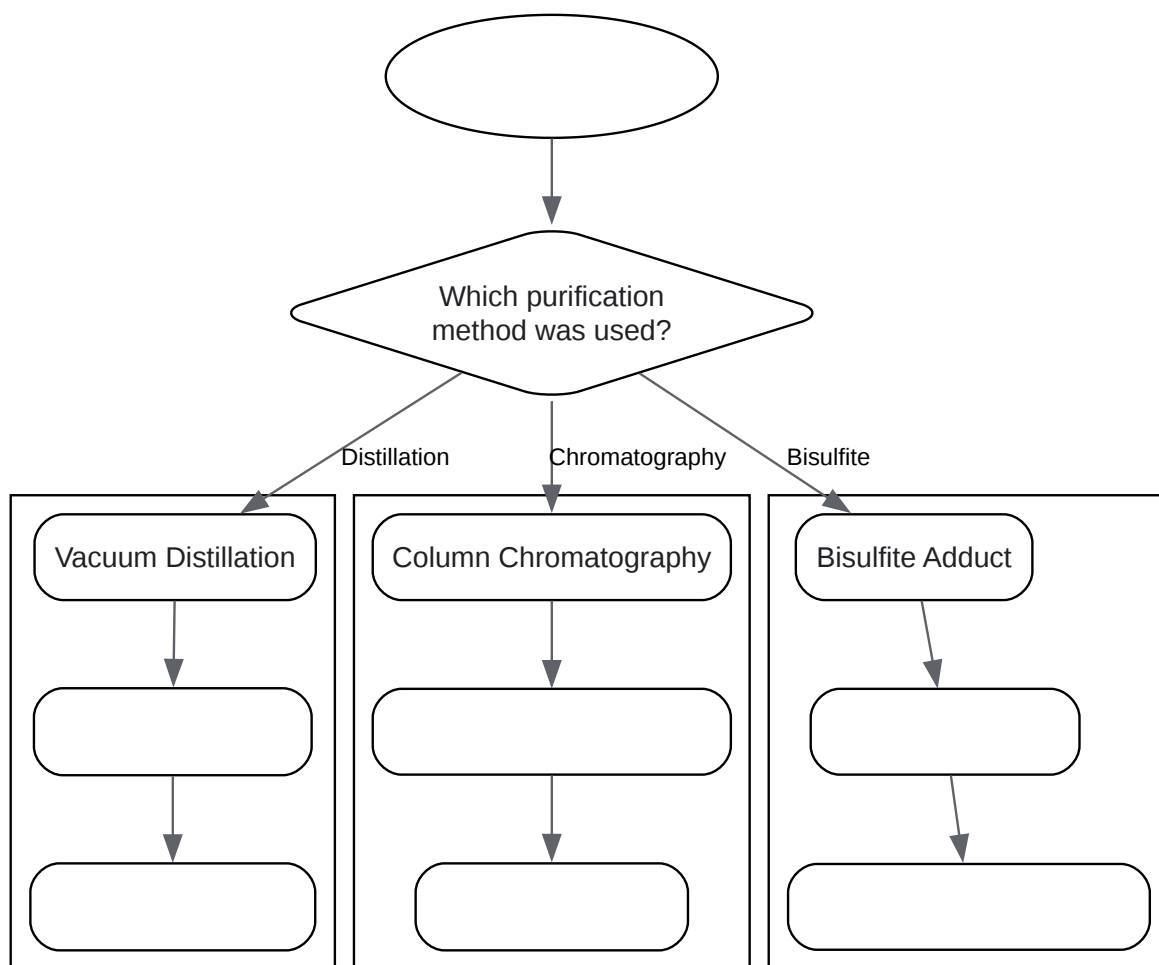 Which purification
method was used?
Distillation
Chromatography
Bisulfite
Vacuum Distillation
Column Chromatography
Bisulfite Adduct